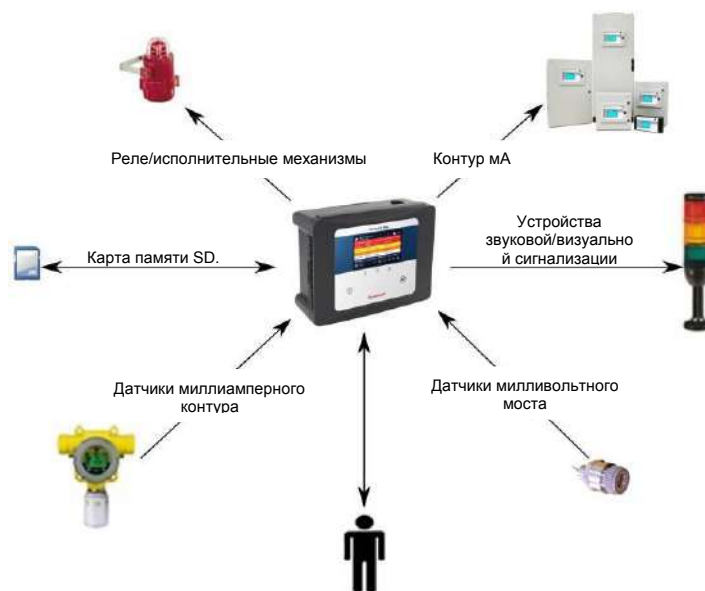 Реле/исполнительные механизмы
Контур мА
Устройства
звуковой/визуально
й сигнализации
Карта памяти SD.
Датчики миллиамперного
контура
Датчики милливольтного
моста